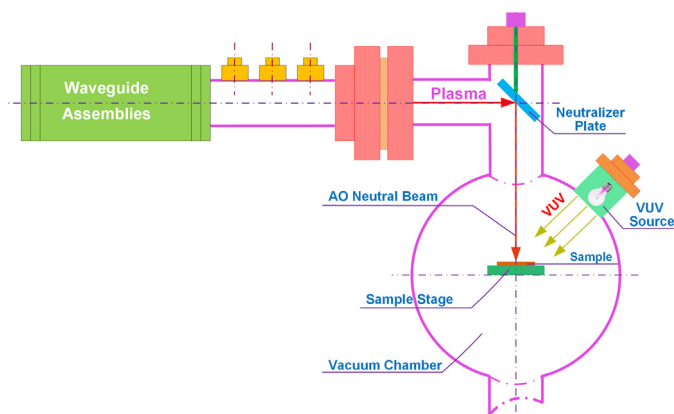 Waveguide
Assemblies
Plasma
Neutralizer
Plate
AO Neutral Beam
VUV
VUV
Source
Sample
Sample Stage
Vacuum Chamber